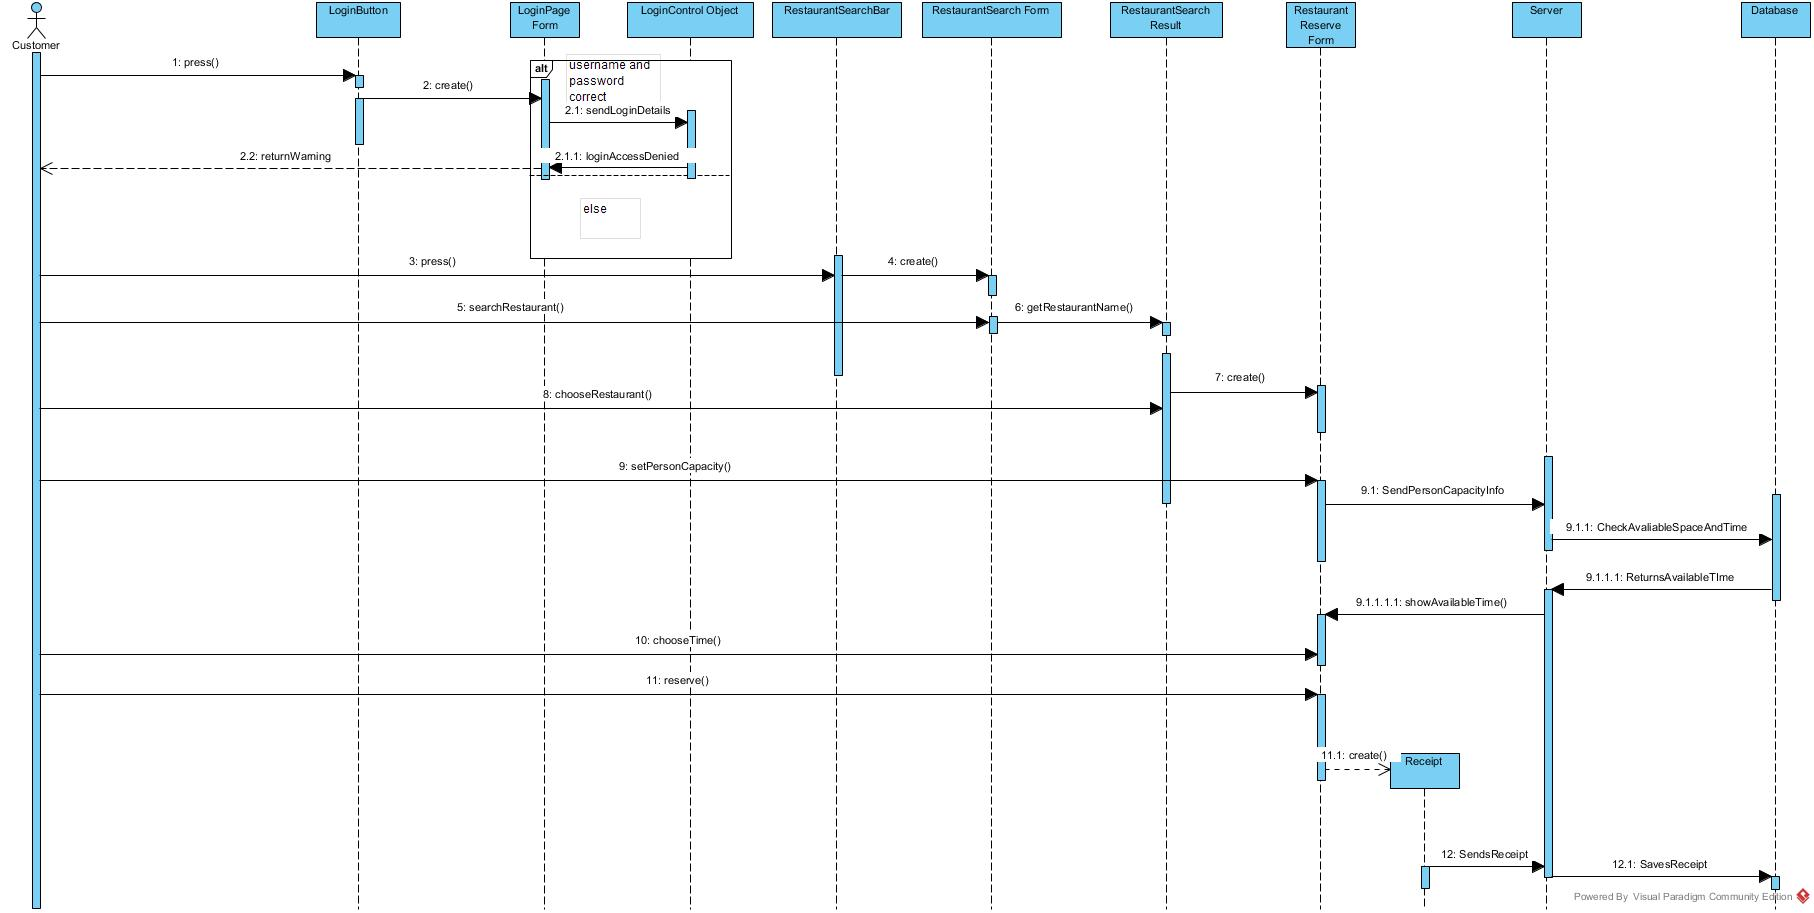 LoginButton
LoginPage
Form
LoginControl Object
RestaurantSearchBar
RestaurantSearch Form
RestaurantSearch
Result
Restaurant
Reserve
Form
Server
Database
Customer
1: press()
alt
username and
password
correct
2: create()
2.1: sendLoginDetails
2.2: returnWarning
2.1.1: loginAccessDenied
else
3: press()
4: create()
5: searchRestaurant()
6: getRestaurantName()
7: create()
8: chooseRestaurant()
9: setPersonCapacity()
9.1: SendPersonCapacityInfo
9.1.1: CheckAvaliableSpaceAndTime
9.1.1.1: ReturnsAvailableTIme
9.1.1.1.1: showAvailableTime()
10: chooseTime()
11: reserve()
11.1: create()
Receipt
12: SendsReceipt
12.1: SavesReceipt
Powered By Visual Paradigm Community Edition